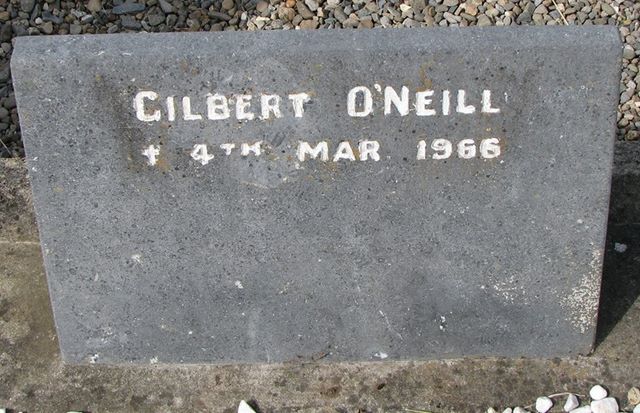 GILBERT O'NEILL
✝ 4TH MAR 1966